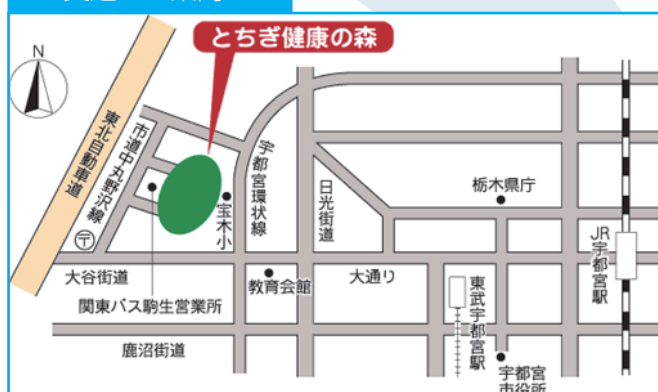 とちぎ健康の森
N
東北自動車道
市道中丸野沢線
宇都宮環状線
宝木小
日光街道
栃木県庁
JR宇都宮駅
大谷街道
教育会館
大通り
関東バス駒生営業所
東武宇都宮駅
鹿沼街道
宇都宮
市役所